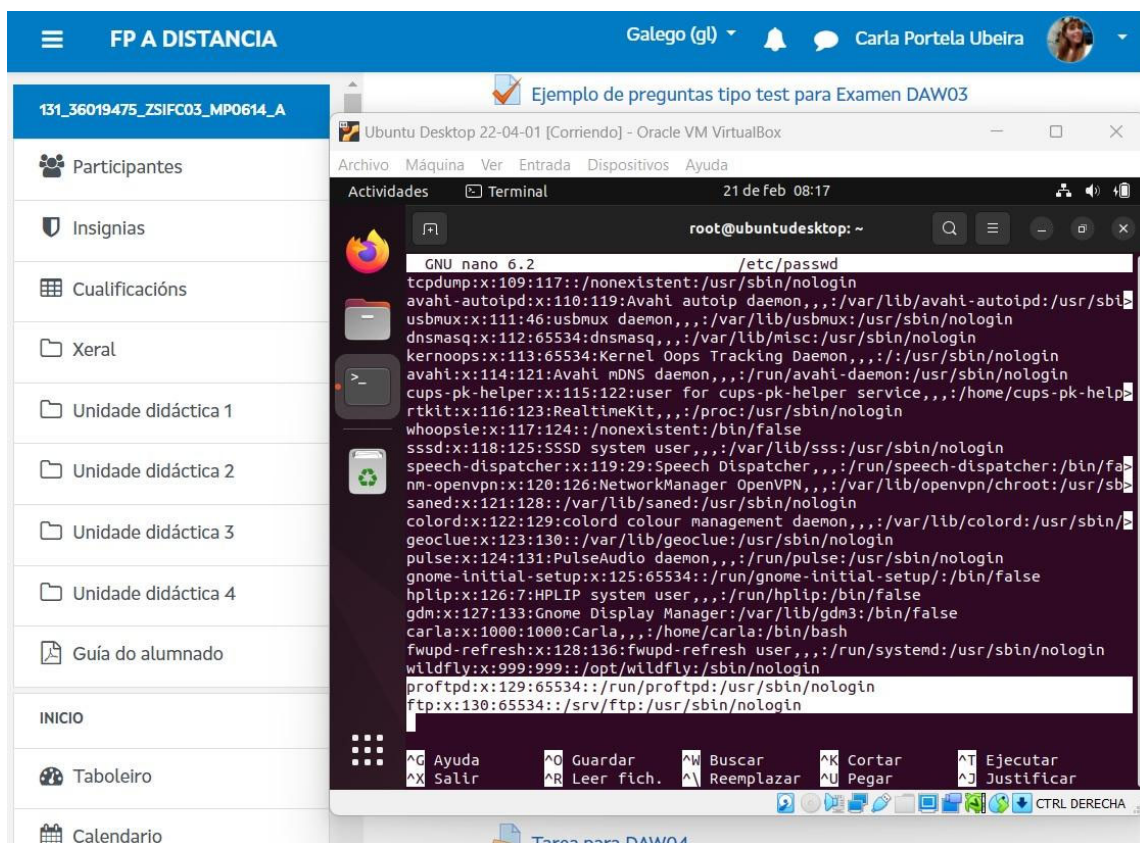 FP A DISTANCIA
Galego (gl)
Carla Portela Ubeira
131_36019475_ZSIFC03_MP0614_A
Participantes
Insignias
Cualificacións
Xeral
Unidade didáctica 1
Unidade didáctica 2
Unidade didáctica 3
Unidade didáctica 4
Guía do alumnado
INICIO
Taboleiro
Calendario
Ejemplo de preguntas tipo test para Examen DAW03
Ubuntu Desktop 22-04-01 [Corriendo] - Oracle VM VirtualBox
Archivo Máquina Ver Entrada Dispositivos Ayuda
Actividades Terminal 21 de feb 08:17
root@ubuntudesktop: ~
GNU nano 6.2 /etc/passwd
tcpdump:x:109:117::/nonexistent:/usr/sbin/nologin
avahi-autoipd:x:110:119:Avahi autoip daemon,,,:/var/lib/avahi-autoipd:/usr/sbi>
usbmux:x:111:46:usbmux daemon,,,:/var/lib/usbmux:/usr/sbin/nologin
dnsmasq:x:112:65534:dnsmasq,,,:/var/lib/misc:/usr/sbin/nologin
kernoops:x:113:65534:Kernel Oops Tracking Daemon,,,:/:/usr/sbin/nologin
avahi:x:114:121:Avahi mDNS daemon,,,:/run/avahi-daemon:/usr/sbin/nologin
cups-pk-helper:x:115:122:user for cups-pk-helper service,,,:/home/cups-pk-help>
rtkit:x:116:123:RealtimeKit,,,:/proc:/usr/sbin/nologin
whoopsie:x:117:124::/nonexistent:/bin/false
sssd:x:118:125:SSSD system user,,,:/var/lib/sss:/usr/sbin/nologin
speech-dispatcher:x:119:29:Speech Dispatcher,,,:/run/speech-dispatcher:/bin/fa>
nm-openvpn:x:120:126:NetworkManager OpenVPN,,,:/var/lib/openvpn/chroot:/usr/sb>
saned:x:121:128::/var/lib/saned:/usr/sbin/nologin
colord:x:122:129:colord colour management daemon,,,:/var/lib/colord:/usr/sbin/>
geoclue:x:123:130::/var/lib/geoclue:/usr/sbin/nologin
pulse:x:124:131:PulseAudio daemon,,,:/run/pulse:/usr/sbin/nologin
gnome-initial-setup:x:125:65534::/run/gnome-initial-setup/:/bin/false
hplip:x:126:7:HPLIP system user,,,:/run/hplip:/bin/false
gdm:x:127:133:Gnome Display Manager:/var/lib/gdm3:/bin/false
carla:x:1000:1000:Carla,,,:/home/carla:/bin/bash
fwupd-refresh:x:128:136:fwupd-refresh user,,,:/run/systemd:/usr/sbin/nologin
wildfly:x:999:999::/opt/wildfly:/sbin/nologin
proftpd:x:129:65534::/run/proftpd:/usr/sbin/nologin
ftp:x:130:65534::/srv/ftp:/usr/sbin/nologin
^G Ayuda ^O Guardar ^W Buscar ^K Cortar ^T Ejecutar
^X Salir ^R Leer fich. ^\ Reemplazar ^U Pegar ^J Justificar
CTRL DERECHA
Tarea para DAW04